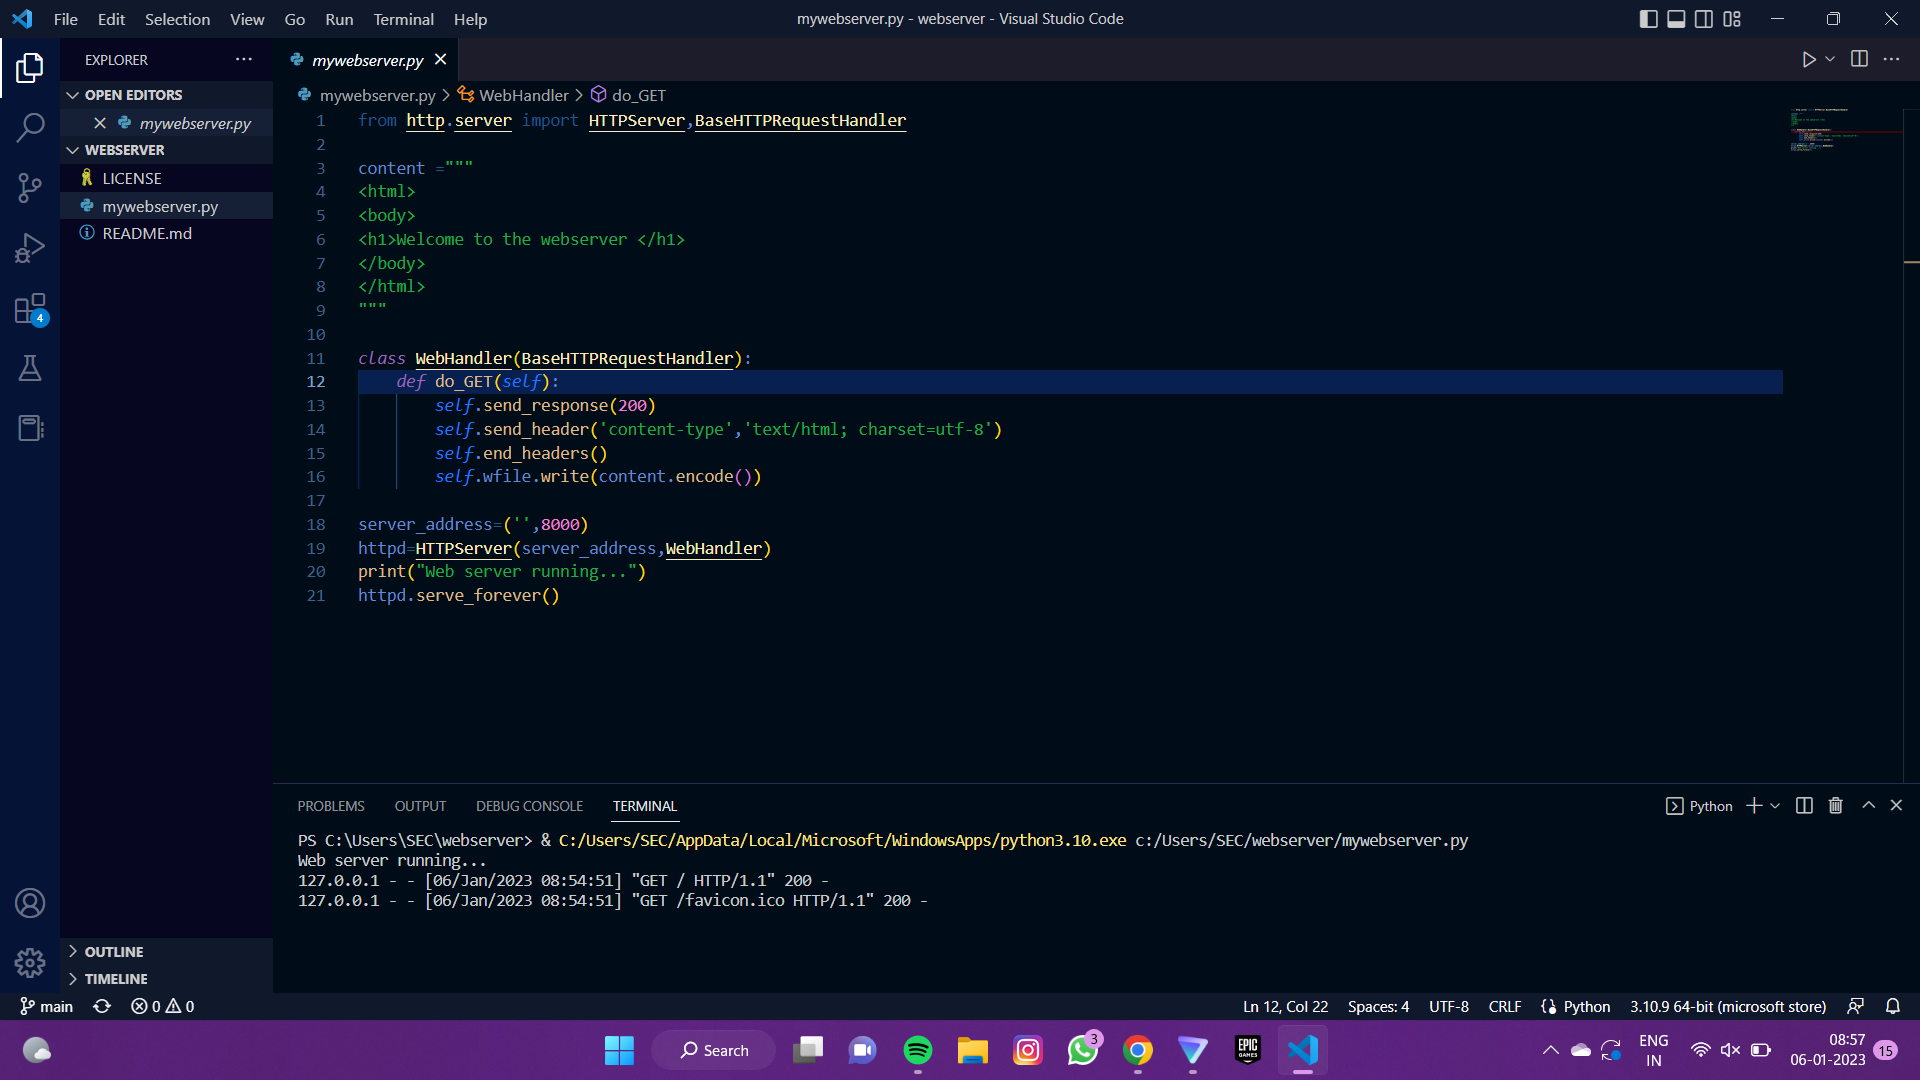 File Edit Selection View Go Run Terminal Help
mywebserver.py - webserver - Visual Studio Code
EXPLORER
OPEN EDITORS
mywebserver.py
WEBSERVER
LICENSE
mywebserver.py
README.md
OUTLINE
TIMELINE
4
mywebserver.py
mywebserver.py > WebHandler > do_GET
1 from http.server import HTTPServer,BaseHTTPRequestHandler
2
3 content ="""
4 <html>
5 <body>
6 <h1>Welcome to the webserver </h1>
7 </body>
8 </html>
9 """
10
11 class WebHandler(BaseHTTPRequestHandler):
12     def do_GET(self):
13         self.send_response(200)
14         self.send_header('content-type','text/html; charset=utf-8')
15         self.end_headers()
16         self.wfile.write(content.encode())
17
18 server_address=('',8000)
19 httpd=HTTPServer(server_address,WebHandler)
20 print("Web server running...")
21 httpd.serve_forever()
PROBLEMS OUTPUT DEBUG CONSOLE TERMINAL
Python
PS C:\Users\SEC\webserver> & C:/Users/SEC/AppData/Local/Microsoft/WindowsApps/python3.10.exe c:/Users/SEC/webserver/mywebserver.py
Web server running...
127.0.0.1 - - [06/Jan/2023 08:54:51] "GET / HTTP/1.1" 200 -
127.0.0.1 - - [06/Jan/2023 08:54:51] "GET /favicon.ico HTTP/1.1" 200 -
main 0 0
Ln 12, Col 22 Spaces: 4 UTF-8 CRLF Python 3.10.9 64-bit (microsoft store)
Search
3
EPIC
GAMES
ENG
IN
08:57
06-01-2023
15